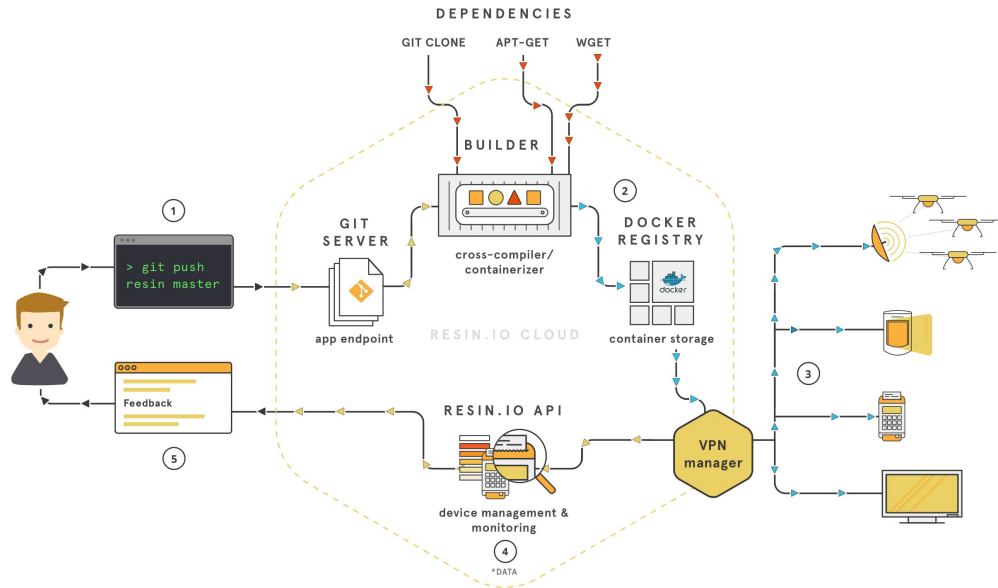 DEPENDENCIES
GIT CLONE
APT-GET
WGET
BUILDER
1
2
GIT
SERVER
DOCKER
REGISTRY
> git push
resin master
cross-compiler/
containerizer
docker
app endpoint
RESIN.IO CLOUD
container storage
3
Feedback
RESIN.IO API
VPN
manager
5
device management &
monitoring
4
*DATA